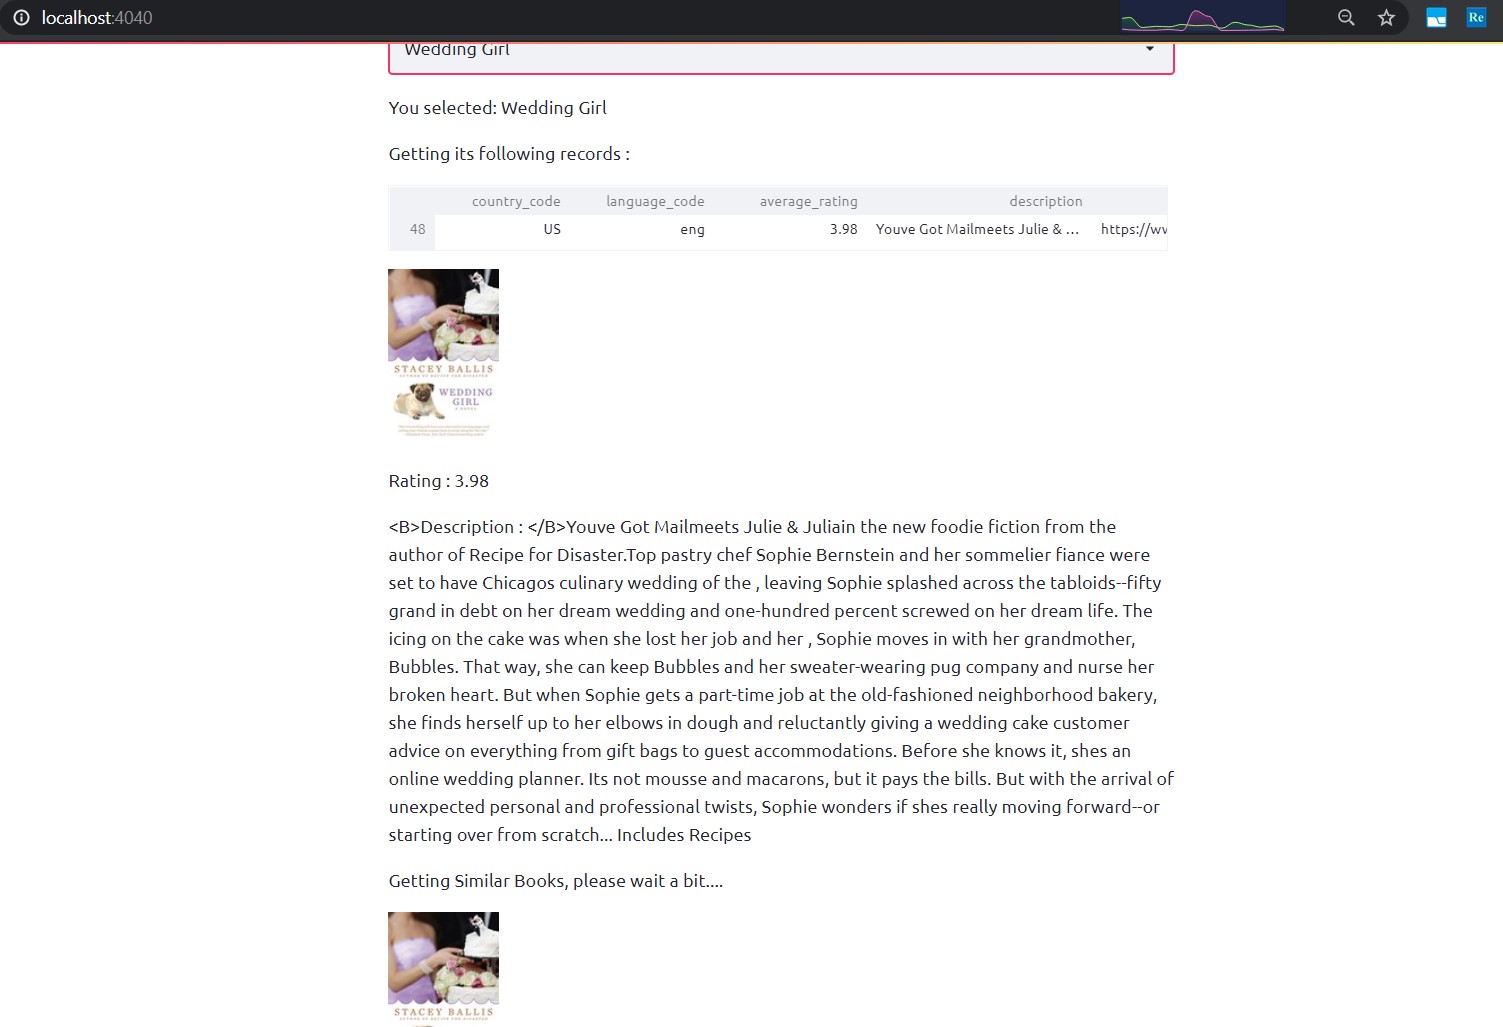 localhost:4040
Re
Wedding Girl
You selected: Wedding Girl
Getting its following records :
country_code language_code average_rating description
48 US eng 3.98 Youve Got Mailmeets Julie & ... https://wv
STACEY BALLIS
AUTHOR OF RECIPE FOR DISASTER
WEDDING
GIRL
A NOVEL
Rating : 3.98
<B>Description : </B>Youve Got Mailmeets Julie & Juliain the new foodie fiction from the
author of Recipe for Disaster.Top pastry chef Sophie Bernstein and her sommelier fiance were
set to have Chicagos culinary wedding of the , leaving Sophie splashed across the tabloids--fifty
grand in debt on her dream wedding and one-hundred percent screwed on her dream life. The
icing on the cake was when she lost her job and her , Sophie moves in with her grandmother,
Bubbles. That way, she can keep Bubbles and her sweater-wearing pug company and nurse her
broken heart. But when Sophie gets a part-time job at the old-fashioned neighborhood bakery,
she finds herself up to her elbows in dough and reluctantly giving a wedding cake customer
advice on everything from gift bags to guest accommodations. Before she knows it, shes an
online wedding planner. Its not mousse and macarons, but it pays the bills. But with the arrival of
unexpected personal and professional twists, Sophie wonders if shes really moving forward--or
starting over from scratch... Includes Recipes
Getting Similar Books, please wait a bit....
STACEY BALLIS
AUTHOR OF RECIPE FOR DISASTER